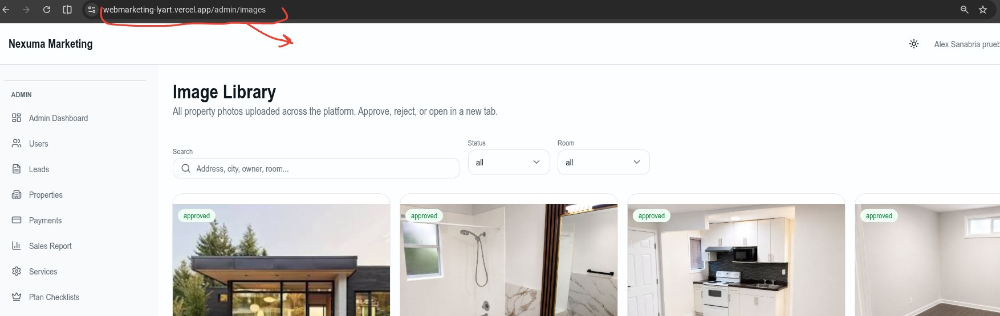 webmarketing-lyart.vercel.app/admin/images
Nexuma Marketing
Alex Sanabria prueb
ADMIN
Admin Dashboard
Users
Leads
Properties
Payments
Sales Report
Services
Plan Checklists
Image Library
All property photos uploaded across the platform. Approve, reject, or open in a new tab.
Search
Address, city, owner, room...
Status
all
Room
all
approved
approved
approved
approved